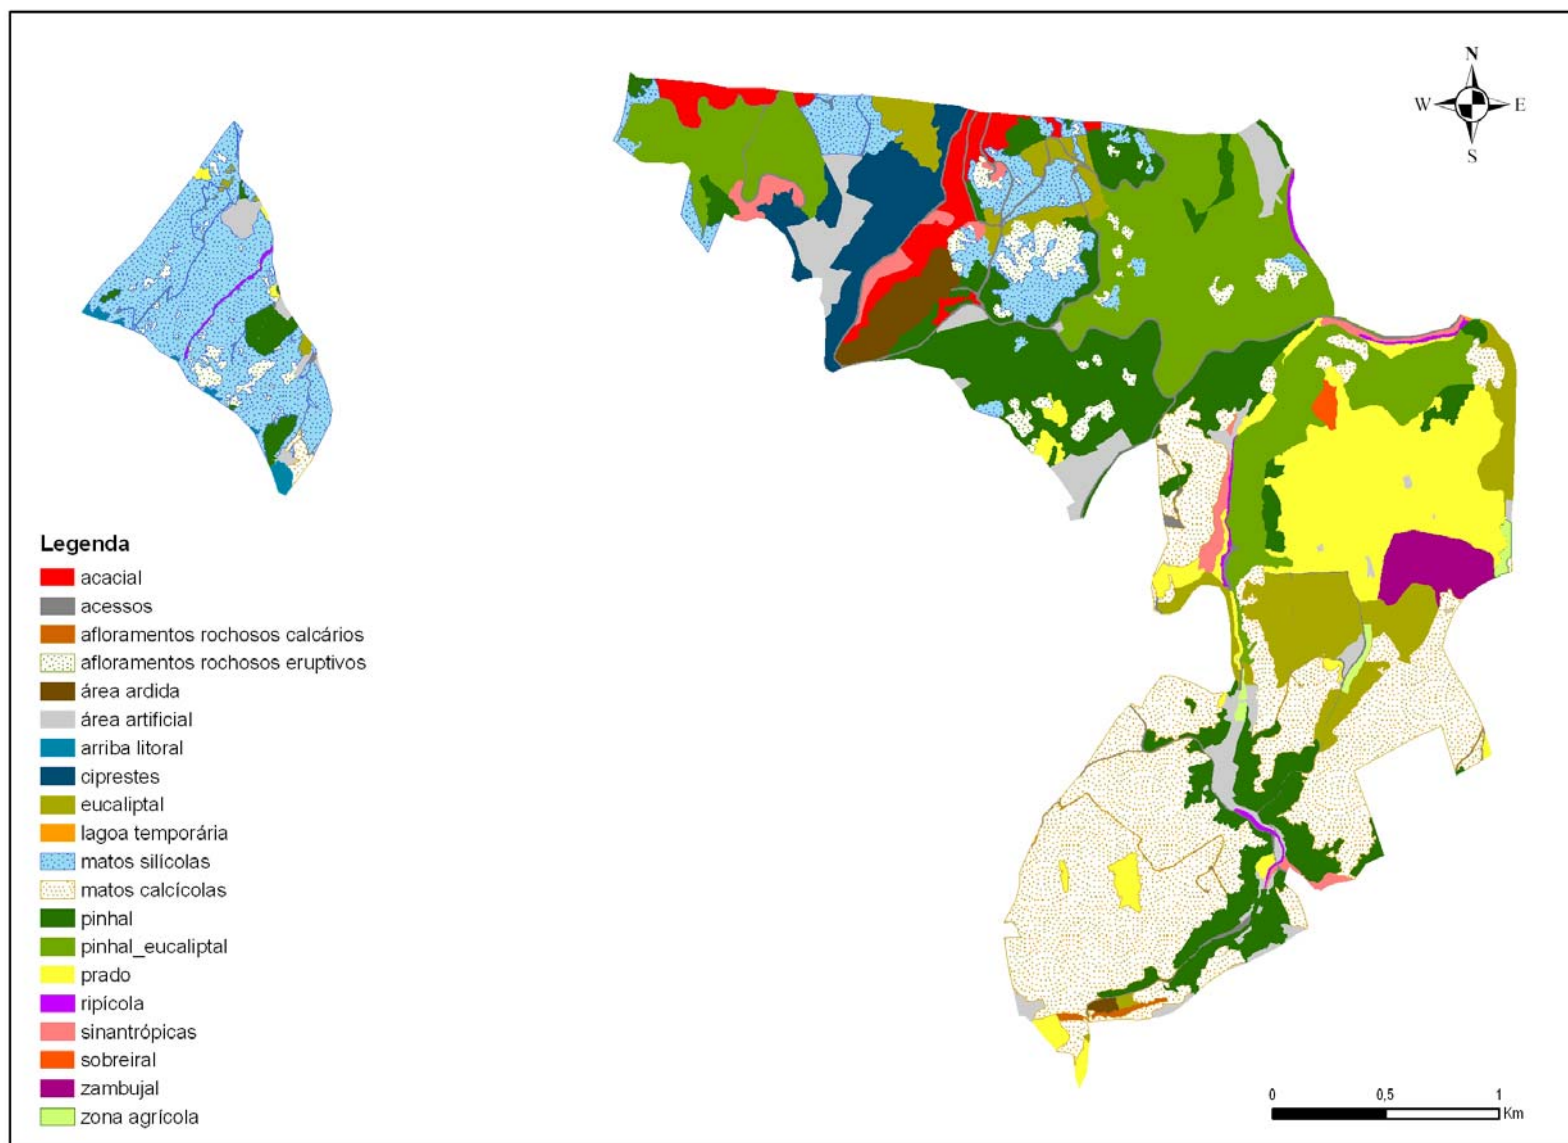 N
W E
S
Legenda
acacial
acessos
afloramentos rochosos calcários
afloramentos rochosos eruptivos
área ardida
área artificial
arriba litoral
ciprestes
eucaliptal
lagoa temporária
matos silícolas
matos calcícolas
pinhal
pinhal_eucaliptal
prado
ripícola
sinantrópicas
sobreiral
zambujal
zona agrícola
0 0,5 1
Km